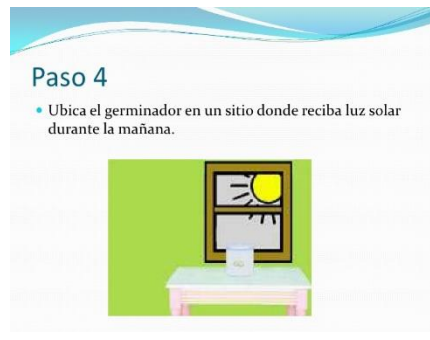 Paso 4
Ubica el germinador en un sitio donde reciba luz solar
durante la mañana.